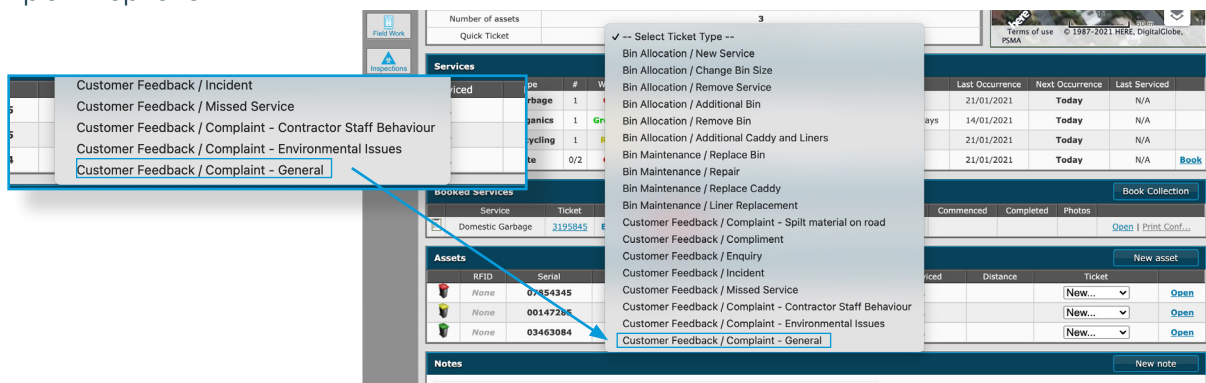 Number of assets 3
Quick Ticket
Field Work
Inspections
Terms of use © 1987-2021 HERE, DigitalGlobe,
PSMA
✓ -- Select Ticket Type --
Bin Allocation / New Service
Bin Allocation / Change Bin Size
Bin Allocation / Remove Service
Bin Allocation / Additional Bin
Bin Allocation / Remove Bin
Bin Allocation / Additional Caddy and Liners
Bin Maintenance / Replace Bin
Bin Maintenance / Repair
Bin Maintenance / Replace Caddy
Bin Maintenance / Liner Replacement
Customer Feedback / Complaint - Spilt material on road
Customer Feedback / Compliment
Customer Feedback / Enquiry
Customer Feedback / Incident
Customer Feedback / Missed Service
Customer Feedback / Complaint - Contractor Staff Behaviour
Customer Feedback / Complaint - Environmental Issues
Customer Feedback / Complaint - General
Customer Feedback / Incident
Customer Feedback / Missed Service
Customer Feedback / Complaint - Contractor Staff Behaviour
Customer Feedback / Complaint - Environmental Issues
Customer Feedback / Complaint - General
Services
# Last Occurrence Next Occurrence Last Serviced
1 21/01/2021 Today N/A
1 14/01/2021 Today N/A
1 21/01/2021 Today N/A
0/2 21/01/2021 Today N/A Book
Booked Services Book Collection
Service Ticket Commenced Completed Photos
Domestic Garbage 3195845 Open | Print Conf...
Assets New asset
RFID Serial Distance Ticket
None 07854345 New... Open
None 00147285 New... Open
None 03463084 New... Open
Notes New note